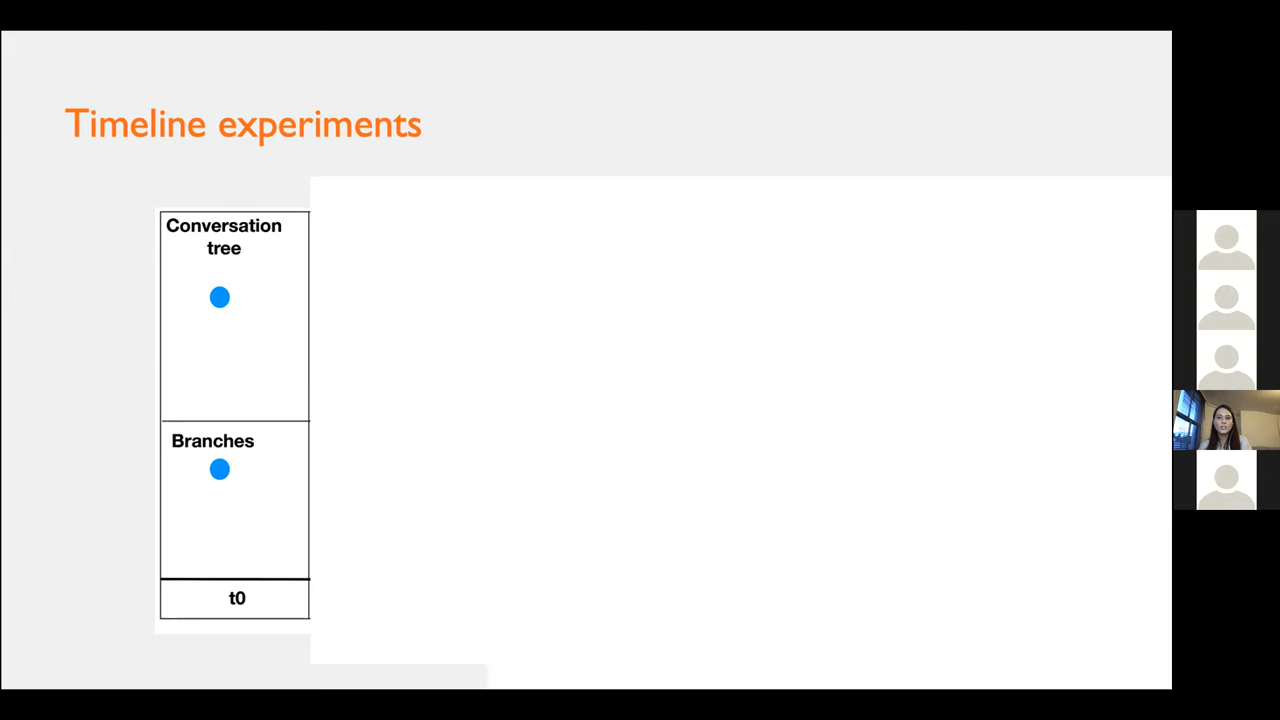 Timeline experiments
Conversation
tree
Branches
t0